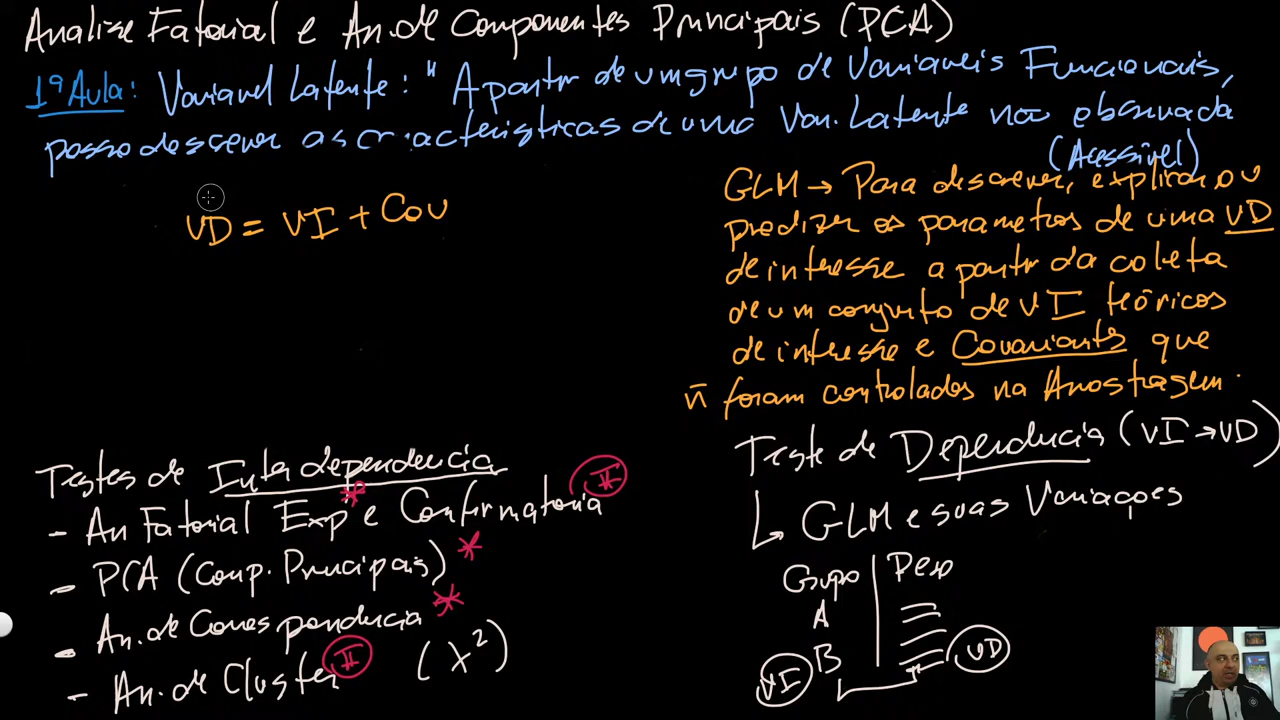 Analise Fatorial e An. de Componentes Principais (PCA)
1ª Aula: Variavel Latente: "A partir de um grupo de Variaveis Funcionais,
posso descrever as características de uma Var. Latente não observada
(Acessível)
GLM → Para descrever, explicar, ou
predizer os parametros de uma VD
de interesse a partir da coleta
de um conjunto de VI teóricos
de interesse e Covariants que
ñ foram controlados na Amostragem.
VD = VI + Cov
Testes de Interdependencia
- An Fatorial Exp* e Confirmatoria II
- PCA (Comp. Principais) *
- An. de Correspondencia *
- An. de Cluster II (χ²)
Teste de Dependencia (VI → VD)
↳ GLM e suas Variações
Grupo | Peso
A
B
VI
VD